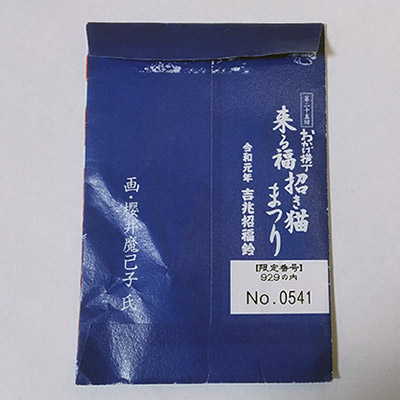 第二十五回
おかげ横丁
来る福招き猫
まつり
令和元年 吉兆招福鈴
画・櫻井魔己子 氏
【限定番号】
929の内
No.0541